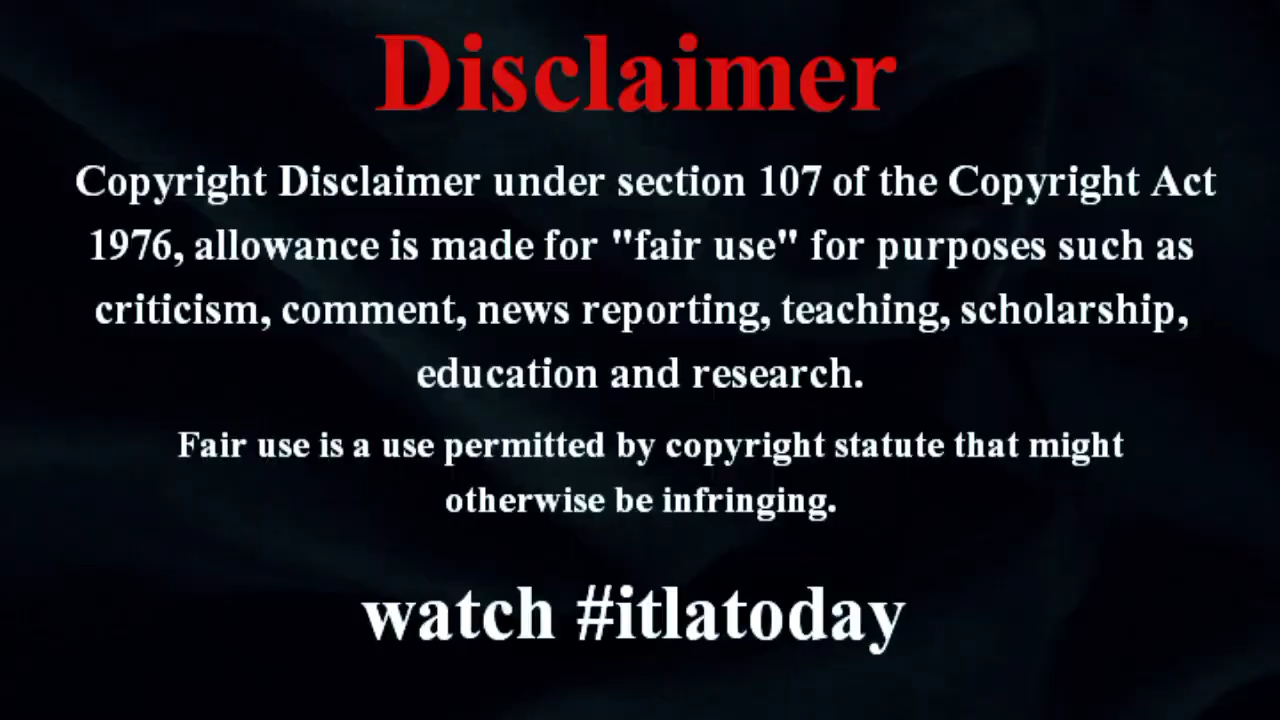 Disclaimer
Copyright Disclaimer under section 107 of the Copyright Act
1976, allowance is made for "fair use" for purposes such as
criticism, comment, news reporting, teaching, scholarship,
education and research.
Fair use is a use permitted by copyright statute that might
otherwise be infringing.
watch #itlatoday